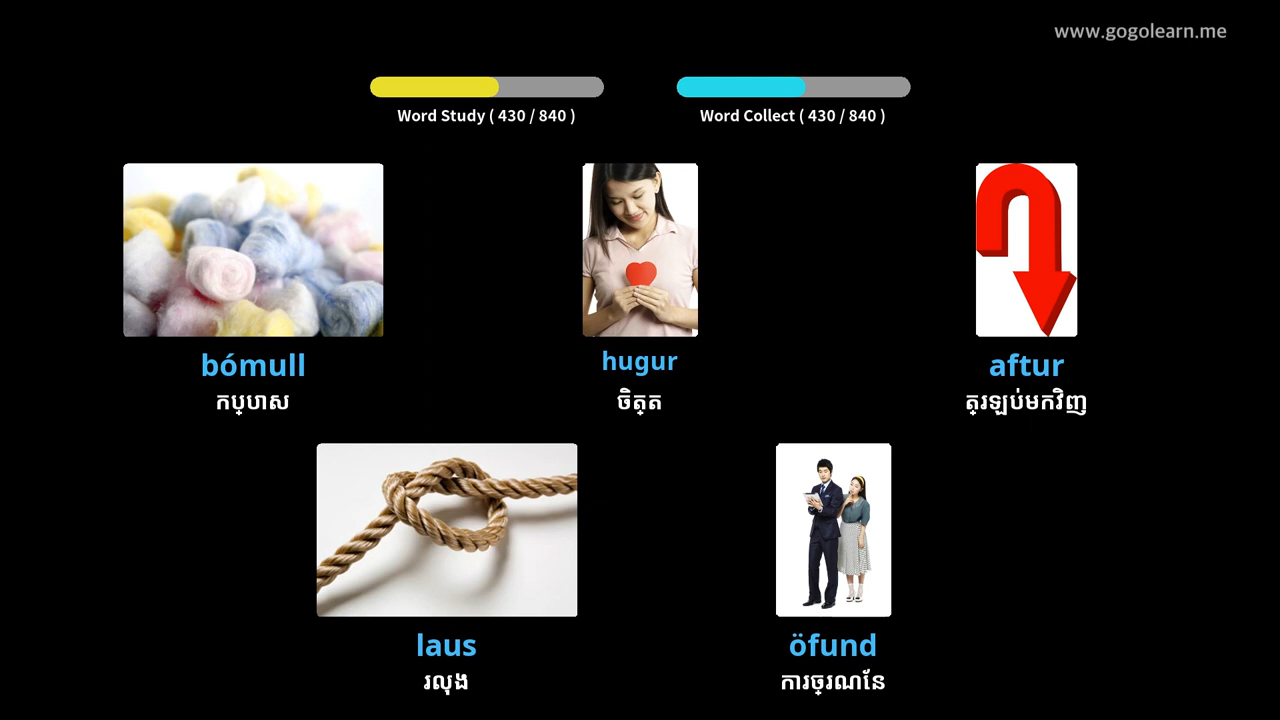 www.gogolearn.me
Word Study ( 430 / 840 )
Word Collect ( 430 / 840 )
bómull
កប្បាស
hugur
ចិត្ត
aftur
ត្រឡប់មកវិញ
laus
រលុង
öfund
ការច្រណែន